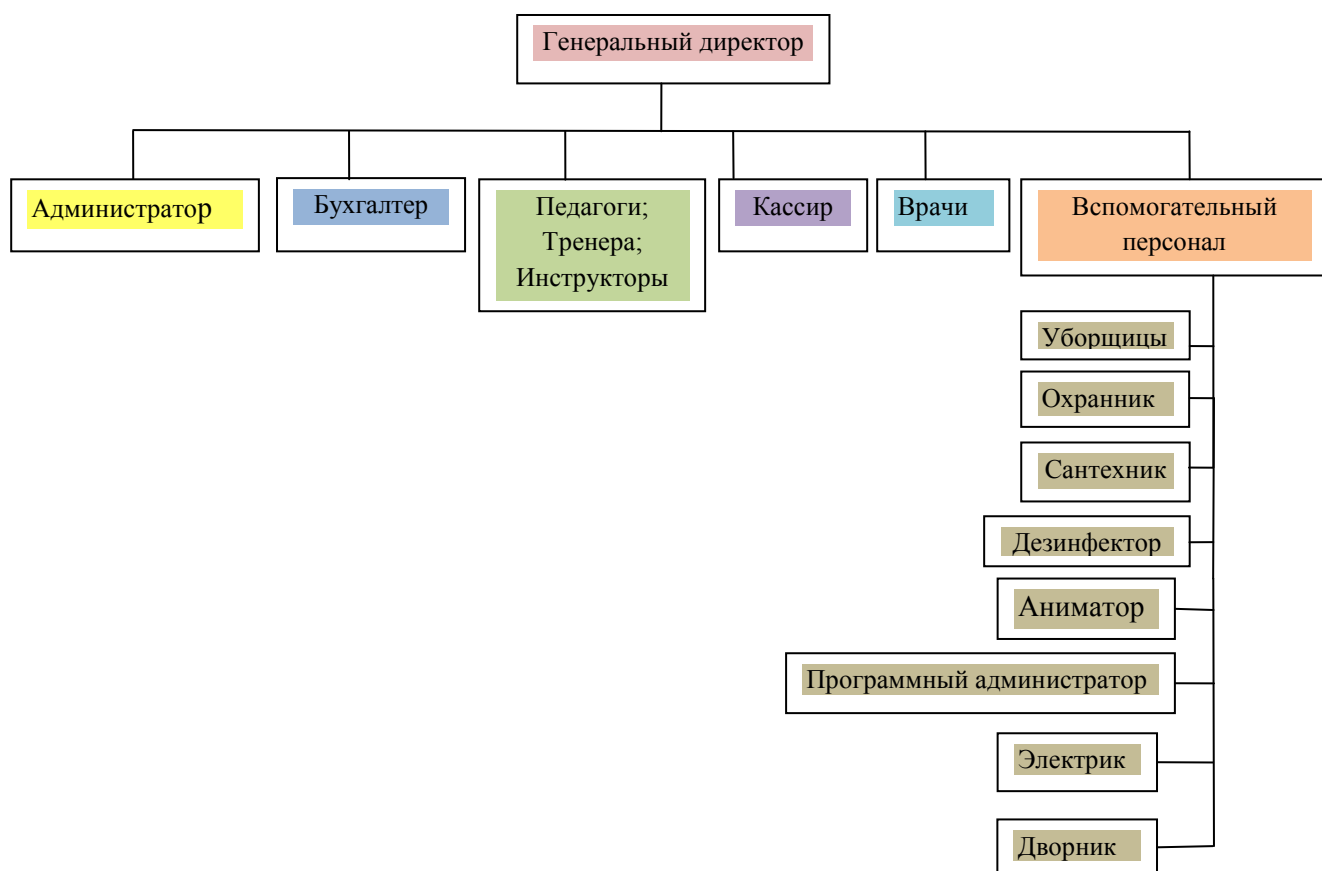 Генеральный директор
Администратор
Бухгалтер
Педагоги;
Тренера;
Инструкторы
Кассир
Врачи
Вспомогательный
персонал
Уборщицы
Охранник
Сантехник
Дезинфектор
Аниматор
Программный администратор
Электрик
Дворник